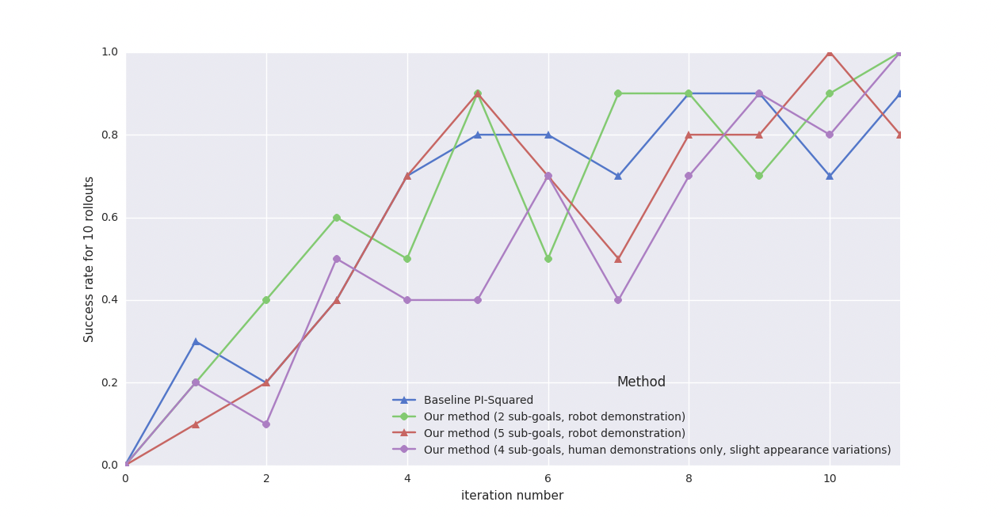 1.0
0.8
0.6
0.4
0.2
0.0
Success rate for 10 rollouts
Method
Baseline PI-Squared
Our method (2 sub-goals, robot demonstration)
Our method (5 sub-goals, robot demonstration)
Our method (4 sub-goals, human demonstrations only, slight appearance variations)
0 2 4 6 8 10
iteration number